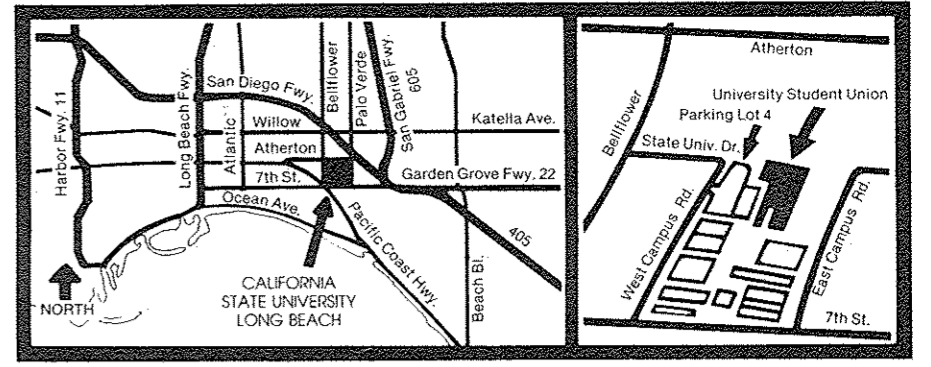 Harbor Fwy. 11
Long Beach Fwy.
Atlantic
San Diego Fwy.
Bellflower
Palo Verde
San Gabriel Fwy.
605
Willow
Katella Ave.
Atherton
7th St.
Garden Grove Fwy. 22
Ocean Ave.
Pacific Coast Hwy.
405
Beach Bl.
NORTH
CALIFORNIA
STATE UNIVERSITY
LONG BEACH
Atherton
Bellflower
University Student Union
Parking Lot 4
State Univ. Dr.
West Campus Rd.
East Campus Rd.
7th St.